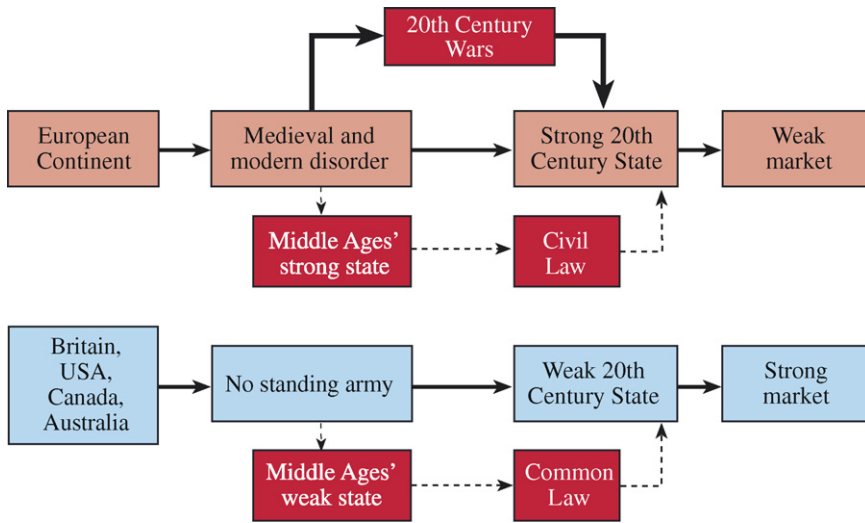 20th Century
Wars
European
Continent
Medieval and
modern disorder
Strong 20th
Century State
Weak
market
Middle Ages'
strong state
Civil
Law
Britain,
USA,
Canada,
Australia
No standing army
Weak 20th
Century State
Strong
market
Middle Ages'
weak state
Common
Law